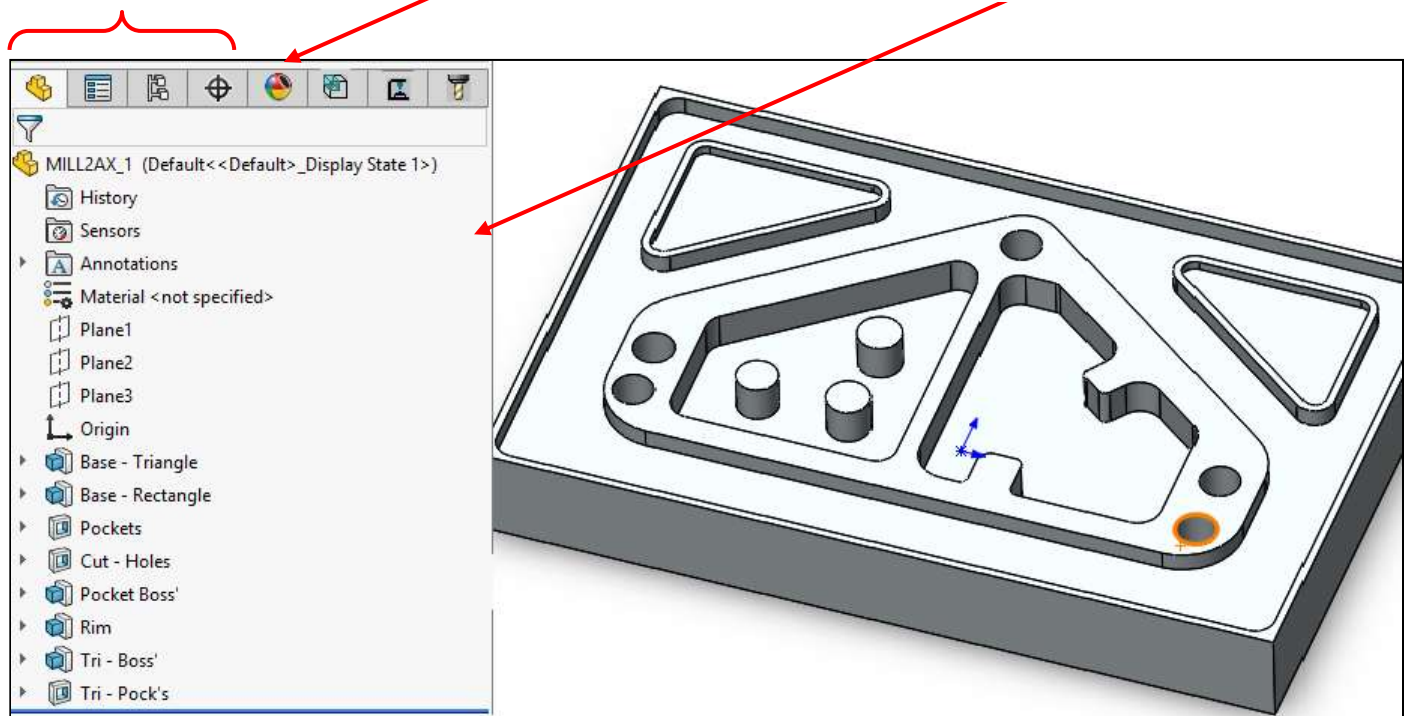 MILL2AX_1 (Default<<Default>_Display State 1>)
History
Sensors
A Annotations
Material <not specified>
Plane1
Plane2
Plane3
Origin
Base - Triangle
Base - Rectangle
Pockets
Cut - Holes
Pocket Boss'
Rim
Tri - Boss'
Tri - Pock's